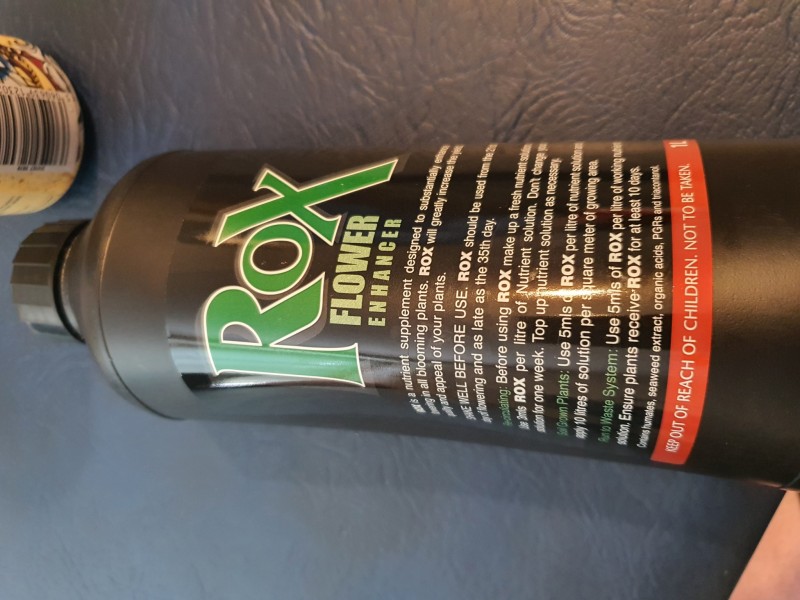 ROX
FLOWER
ENHANCER
is a nutrient supplement designed to substantially
in all blooming plants. ROX will greatly increase the
and appeal of your plants.
SHAKE WELL BEFORE USE. ROX should be used from the
of flowering and as late as the 35th day.
Recirculating: Before using ROX make up a fresh nutrient
Use 5mls ROX per litre of Nutrient solution. Don't change
solution for one week. Top up nutrient solution as necessary.
Soil Grown Plants: Use 5mls of ROX per litre of nutrient solution
apply 10 litres of solution per square meter of growing area.
Run to Waste System: Use 5mls of ROX per litre of working
solution. Ensure plants receive ROX for at least 10 days.
Contains humates, seaweed extract, organic acids, PGRs and triacontanol.
KEEP OUT OF REACH OF CHILDREN. NOT TO BE TAKEN. 1L